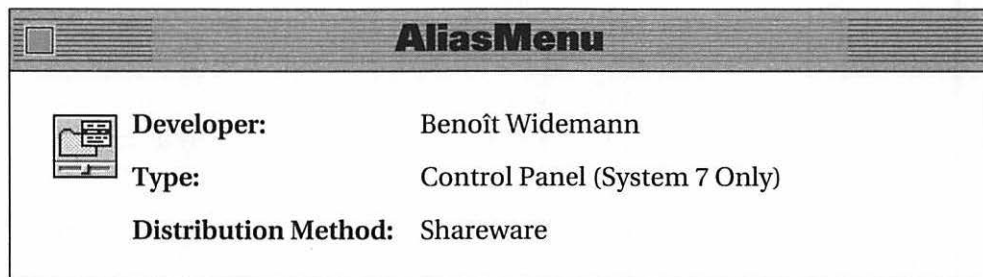 AliasMenu
Developer: Benoît Widemann
Type: Control Panel (System 7 Only)
Distribution Method: Shareware